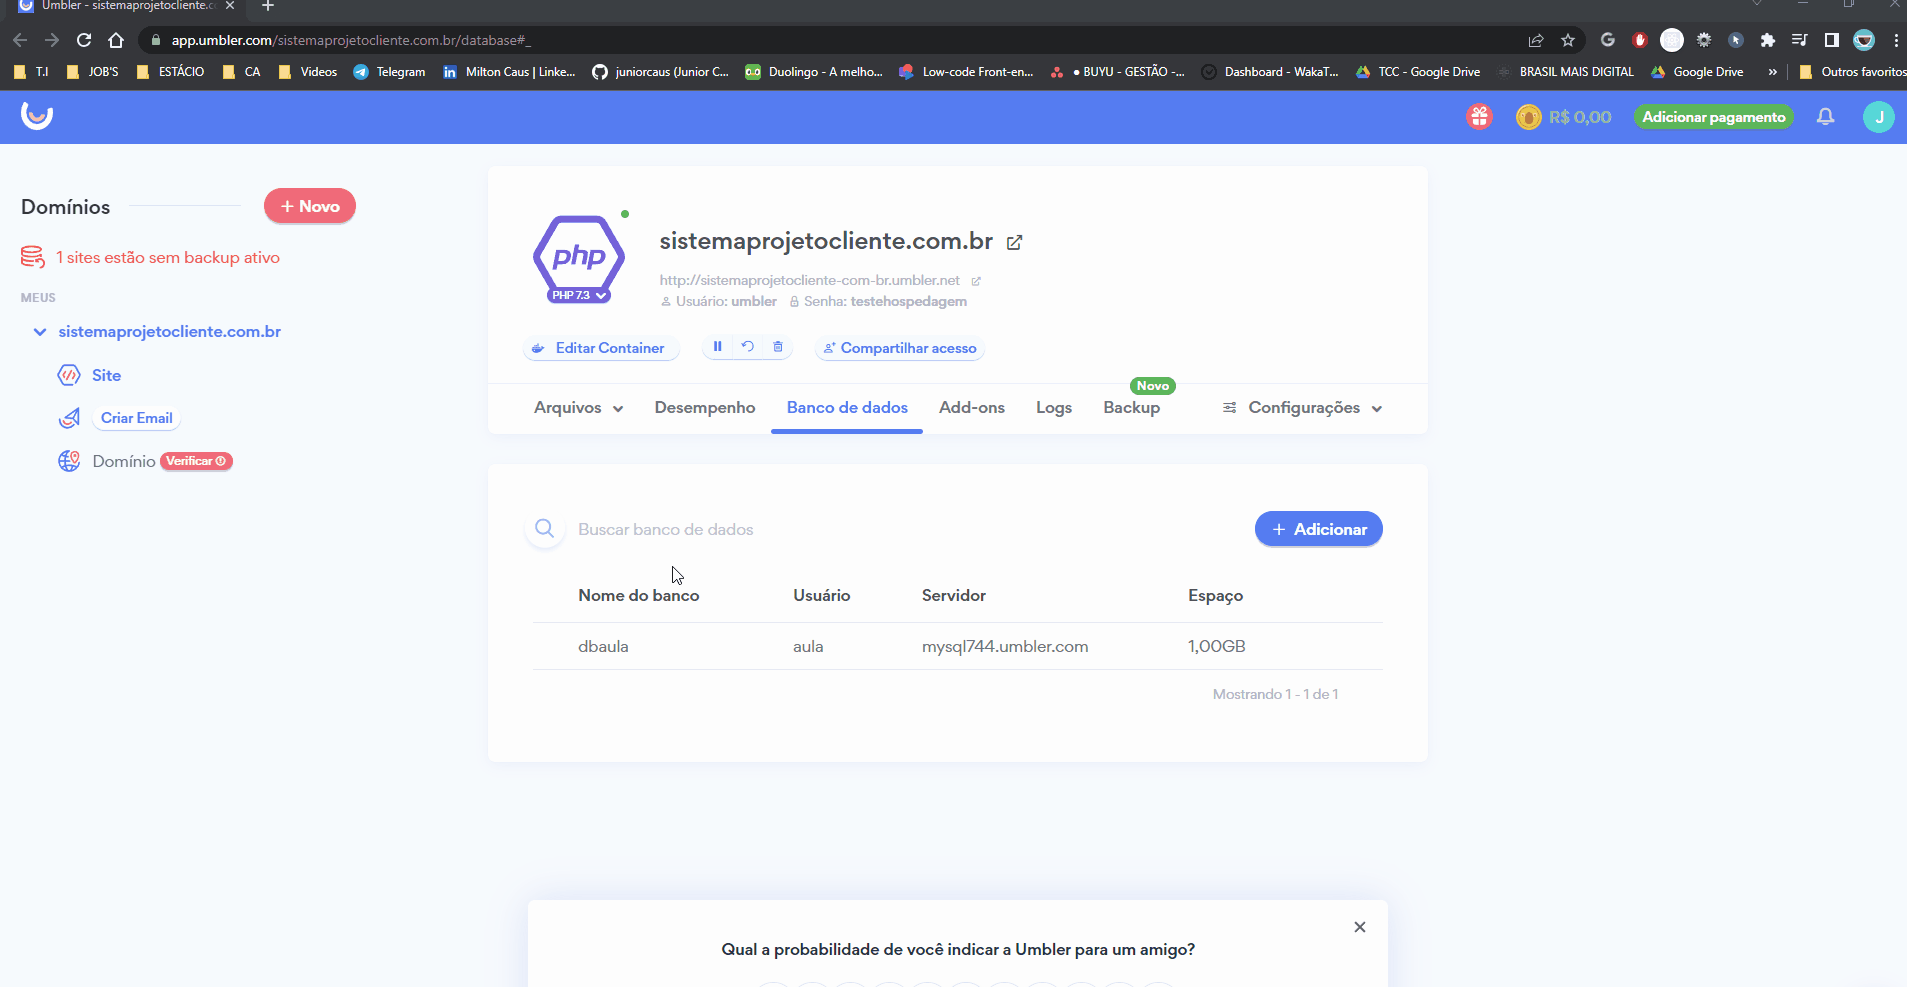 Umbler - sistemaprojetocliente.c
app.umbler.com/sistemaprojetocliente.com.br/database#_
T.I JOB'S ESTÁCIO CA Videos Telegram Milton Caus | Linke... juniorcaus (Junior C... Duolingo - A melho... Low-code Front-en... ● BUYU - GESTÃO -... Dashboard - WakaT... TCC - Google Drive BRASIL MAIS DIGITAL Google Drive » Outros favoritos
R$ 0,00 Adicionar pagamento J
Domínios + Novo
1 sites estão sem backup ativo
MEUS
sistemaprojetocliente.com.br
Site
Criar Email
Domínio Verificar
php
PHP 7.3
sistemaprojetocliente.com.br
http://sistemaprojetocliente-com-br.umbler.net
Usuário: umbler Senha: testehospedagem
Editar Container Compartilhar acesso
Novo
Arquivos Desempenho Banco de dados Add-ons Logs Backup Configurações
Buscar banco de dados + Adicionar
Nome do banco Usuário Servidor Espaço
dbaula aula mysql744.umbler.com 1,00GB
Mostrando 1 - 1 de 1
Qual a probabilidade de você indicar a Umbler para um amigo?